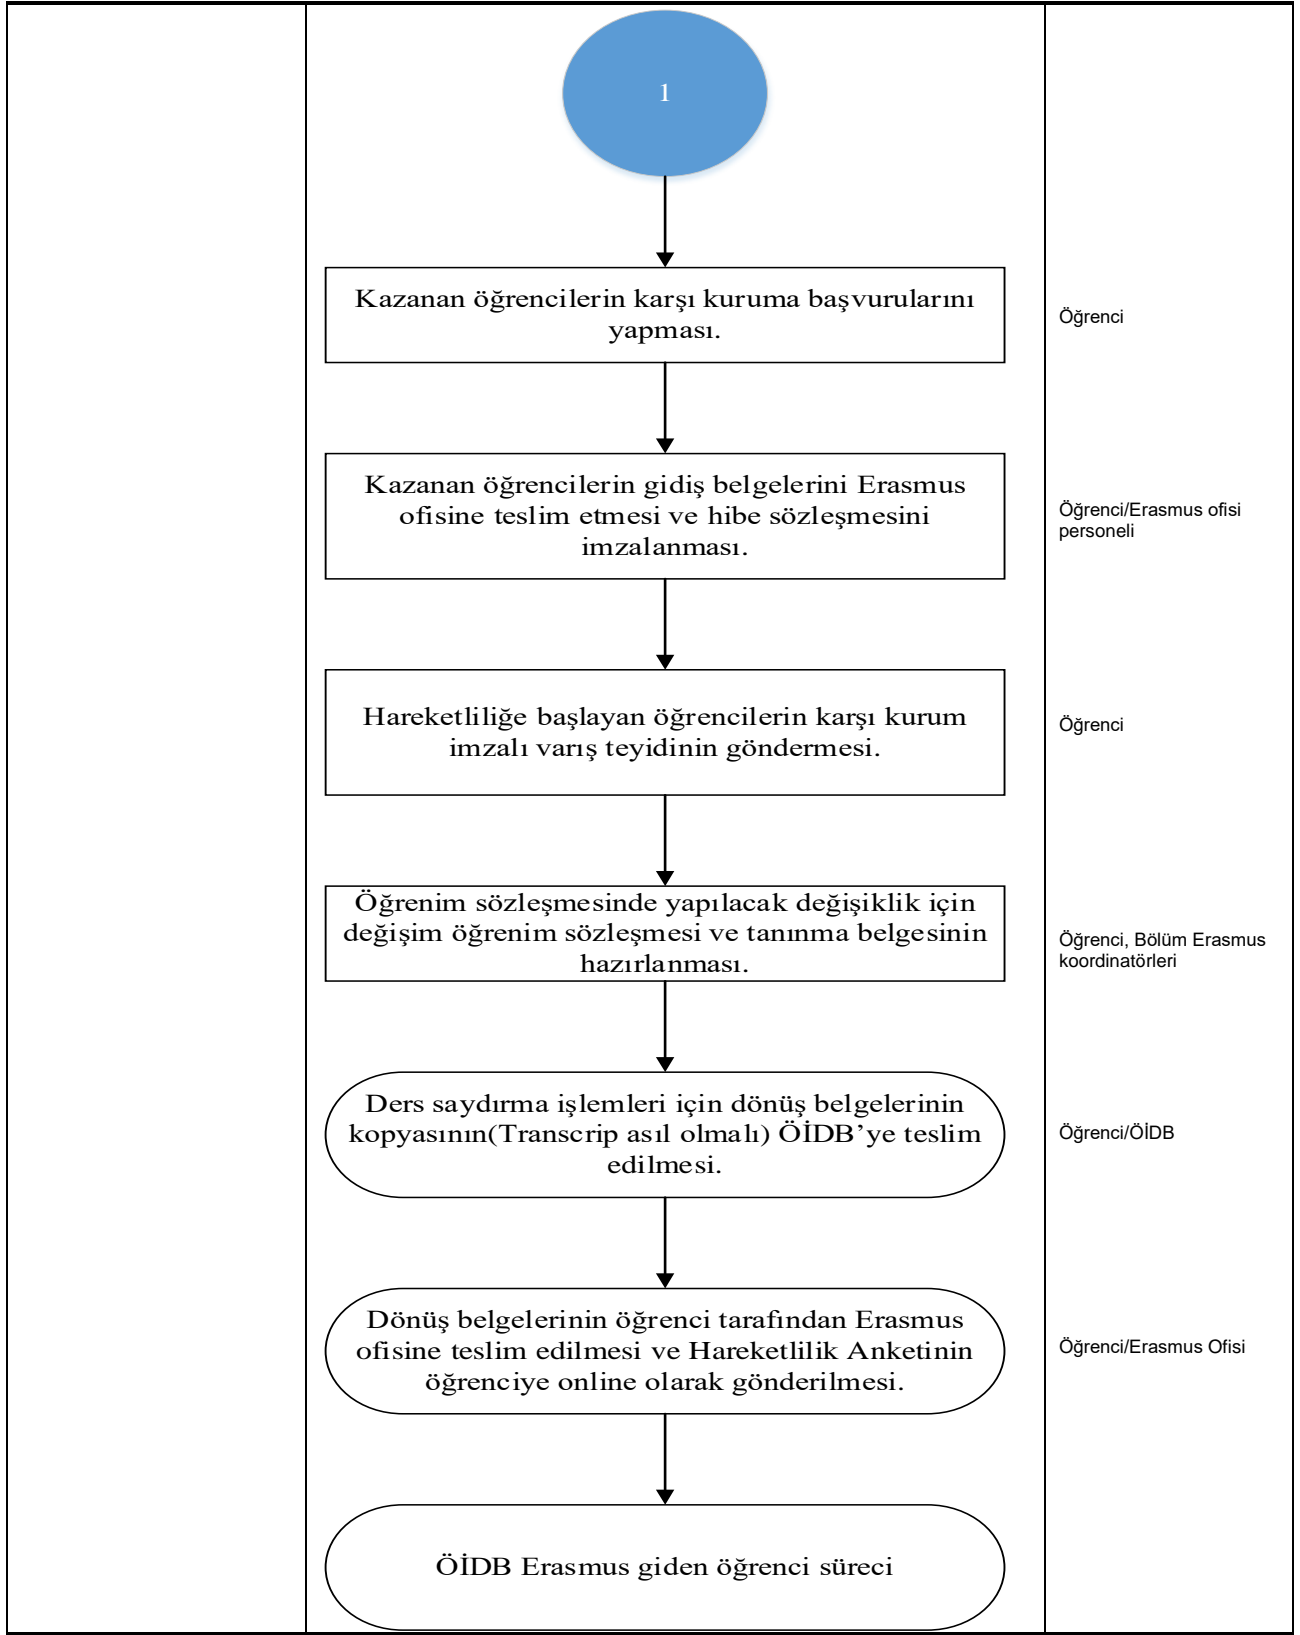 1
Kazanan öğrencilerin karşı kuruma başvurularını
yapması.
Öğrenci
Kazanan öğrencilerin gidiş belgelerini Erasmus
ofisine teslim etmesi ve hibe sözleşmesini
imzalanması.
Öğrenci/Erasmus ofisi
personeli
Hareketliliğe başlayan öğrencilerin karşı kurum
imzalı varış teyidinin göndermesi.
Öğrenci
Öğrenim sözleşmesinde yapılacak değişiklik için
değişim öğrenim sözleşmesi ve tanınma belgesinin
hazırlanması.
Öğrenci, Bölüm Erasmus
koordinatörleri
Ders saydırma işlemleri için dönüş belgelerinin
kopyasının(Transcrip asıl olmalı) ÖİDB’ye teslim
edilmesi.
Öğrenci/ÖİDB
Dönüş belgelerinin öğrenci tarafından Erasmus
ofisine teslim edilmesi ve Hareketlilik Anketinin
öğrenciye online olarak gönderilmesi.
Öğrenci/Erasmus Ofisi
ÖİDB Erasmus giden öğrenci süreci